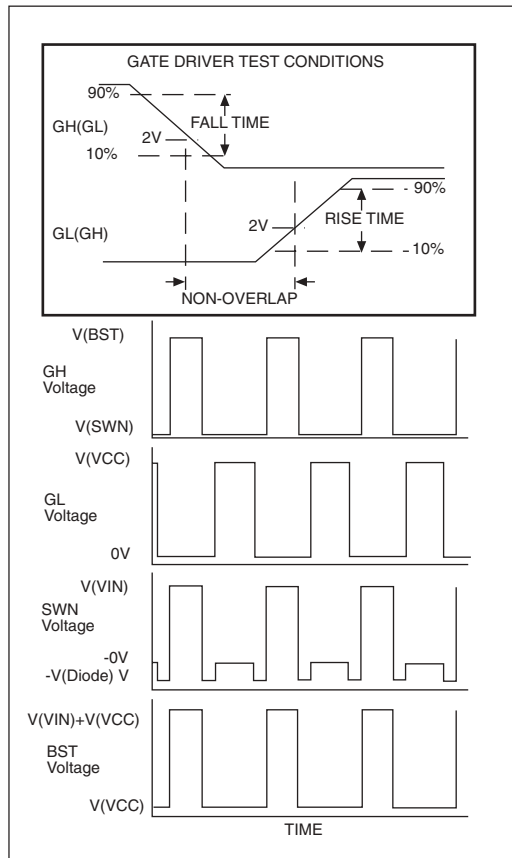 GATE DRIVER TEST CONDITIONS
90%
GH(GL)
FALL TIME
2V
10%
90%
GL(GH)
2V
RISE TIME
10%
NON-OVERLAP
V(BST)
GH
Voltage
V(SWN)
V(VCC)
GL
Voltage
0V
V(VIN)
SWN
Voltage
-0V
-V(Diode) V
V(VIN)+V(VCC)
BST
Voltage
V(VCC)
TIME